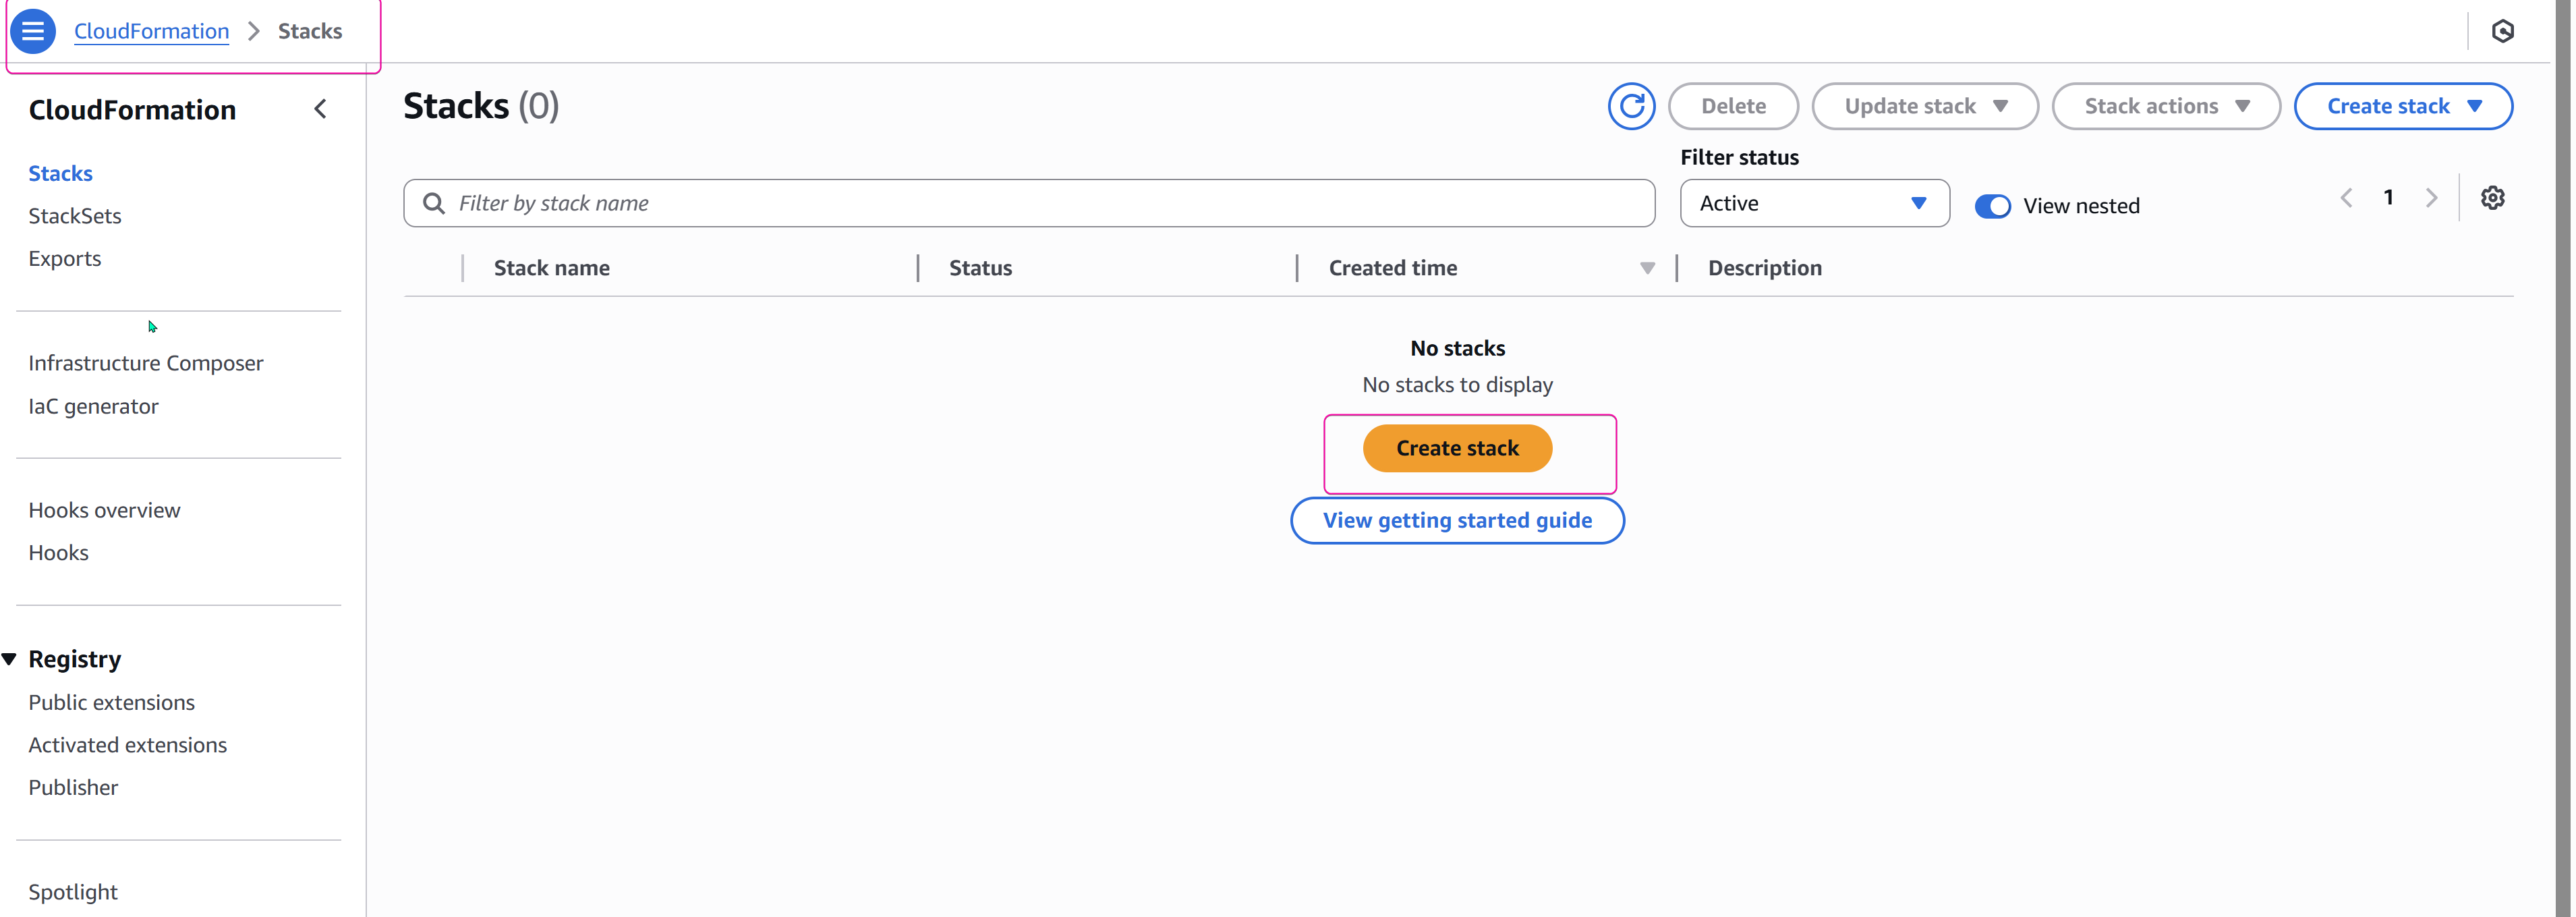 CloudFormation > Stacks
CloudFormation
Stacks
StackSets
Exports
Infrastructure Composer
IaC generator
Hooks overview
Hooks
Registry
Public extensions
Activated extensions
Publisher
Spotlight
Stacks (0)
Delete
Update stack
Stack actions
Create stack
Filter by stack name
Filter status
Active
View nested
1
Stack name
Status
Created time
Description
No stacks
No stacks to display
Create stack
View getting started guide